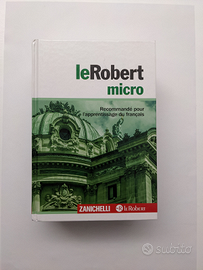 leRobert
micro
Recommandé pour
l'apprentissage du français
ZANICHELLI
le Robert
Subito.it